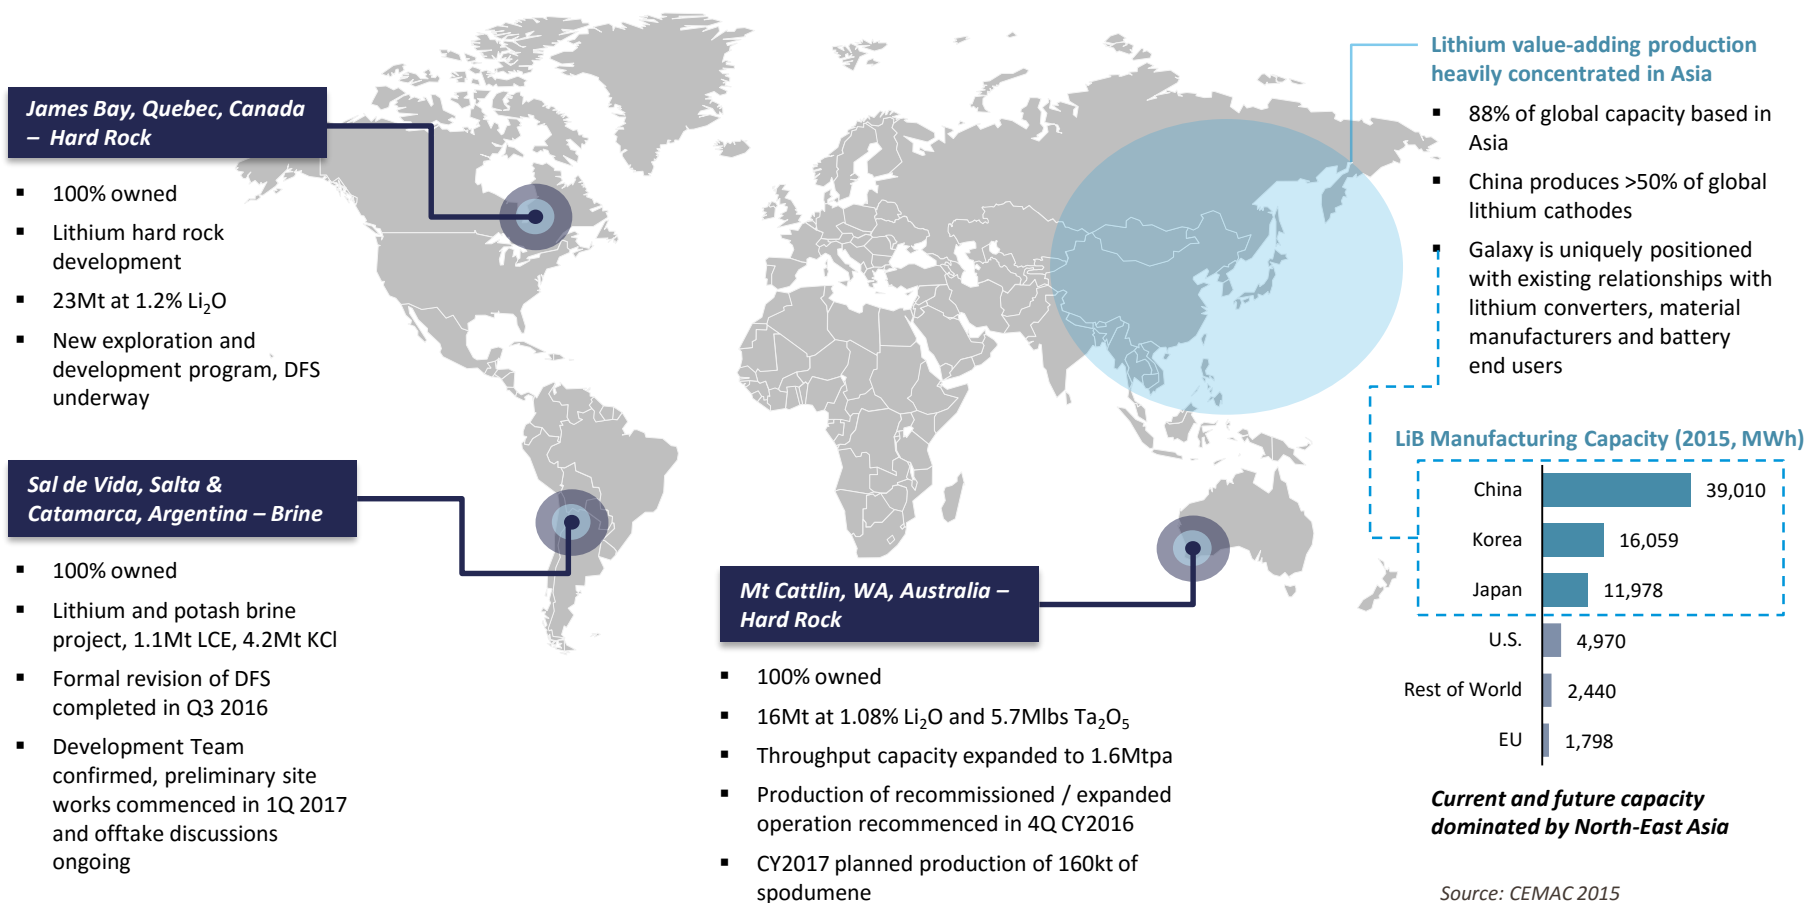 James Bay, Quebec, Canada
– Hard Rock
▪ 100% owned
▪ Lithium hard rock
development
▪ 23Mt at 1.2% Li₂O
▪ New exploration and
development program, DFS
underway
Sal de Vida, Salta &
Catamarca, Argentina – Brine
▪ 100% owned
▪ Lithium and potash brine
project, 1.1Mt LCE, 4.2Mt KCl
▪ Formal revision of DFS
completed in Q3 2016
▪ Development Team
confirmed, preliminary site
works commenced in 1Q 2017
and offtake discussions
ongoing
Mt Cattlin, WA, Australia –
Hard Rock
▪ 100% owned
▪ 16Mt at 1.08% Li₂O and 5.7Mlbs Ta₂O₅
▪ Throughput capacity expanded to 1.6Mtpa
▪ Production of recommissioned / expanded
operation recommenced in 4Q CY2016
▪ CY2017 planned production of 160kt of
spodumene
Lithium value-adding production
heavily concentrated in Asia
▪ 88% of global capacity based in
Asia
▪ China produces >50% of global
lithium cathodes
▪ Galaxy is uniquely positioned
with existing relationships with
lithium converters, material
manufacturers and battery
end users
LiB Manufacturing Capacity (2015, MWh)
China 39,010
Korea 16,059
Japan 11,978
U.S. 4,970
Rest of World 2,440
EU 1,798
Current and future capacity
dominated by North-East Asia
Source: CEMAC 2015